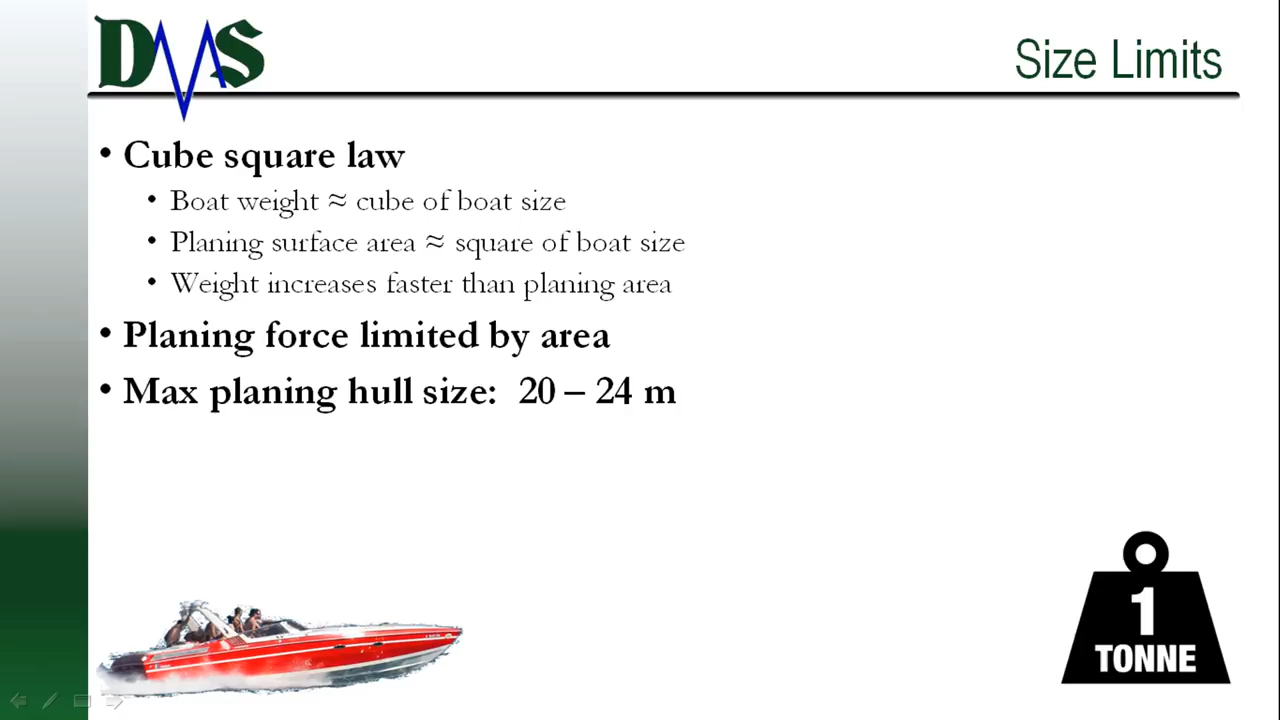 DMS
Size Limits
• Cube square law
• Boat weight ≈ cube of boat size
• Planing surface area ≈ square of boat size
• Weight increases faster than planing area
• Planing force limited by area
• Max planing hull size: 20 – 24 m
1
TONNE